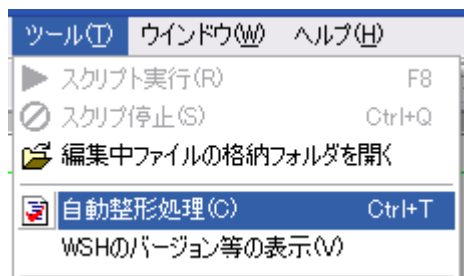 ツール(T) ウインドウ(W) ヘルプ(H)
スクリプト実行(R) F8
スクリプ停止(S) Ctrl+Q
編集中ファイルの格納フォルダを開く
自動整形処理(C) Ctrl+T
WSHのバージョン等の表示(V)